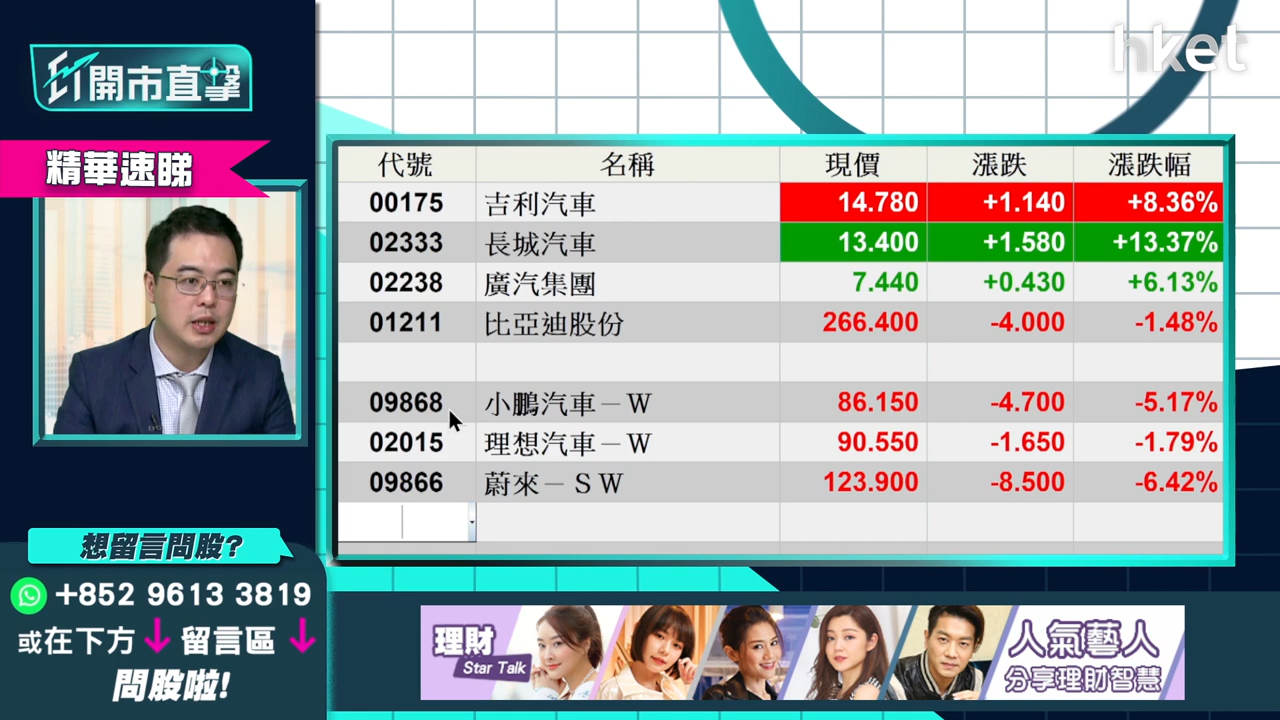 hket
ET開市直擊
精華速睇
代號 名稱 現價 漲跌 漲跌幅
00175 吉利汽車 14.780 +1.140 +8.36%
02333 長城汽車 13.400 +1.580 +13.37%
02238 廣汽集團 7.440 +0.430 +6.13%
01211 比亞迪股份 266.400 -4.000 -1.48%
09868 小鵬汽車－W 86.150 -4.700 -5.17%
02015 理想汽車－W 90.550 -1.650 -1.79%
09866 蔚來－ＳＷ 123.900 -8.500 -6.42%
想留言問股?
+852 9613 3819
或在下方↓留言區↓
問股啦!
理財
Star Talk
人氣藝人
分享理財智慧